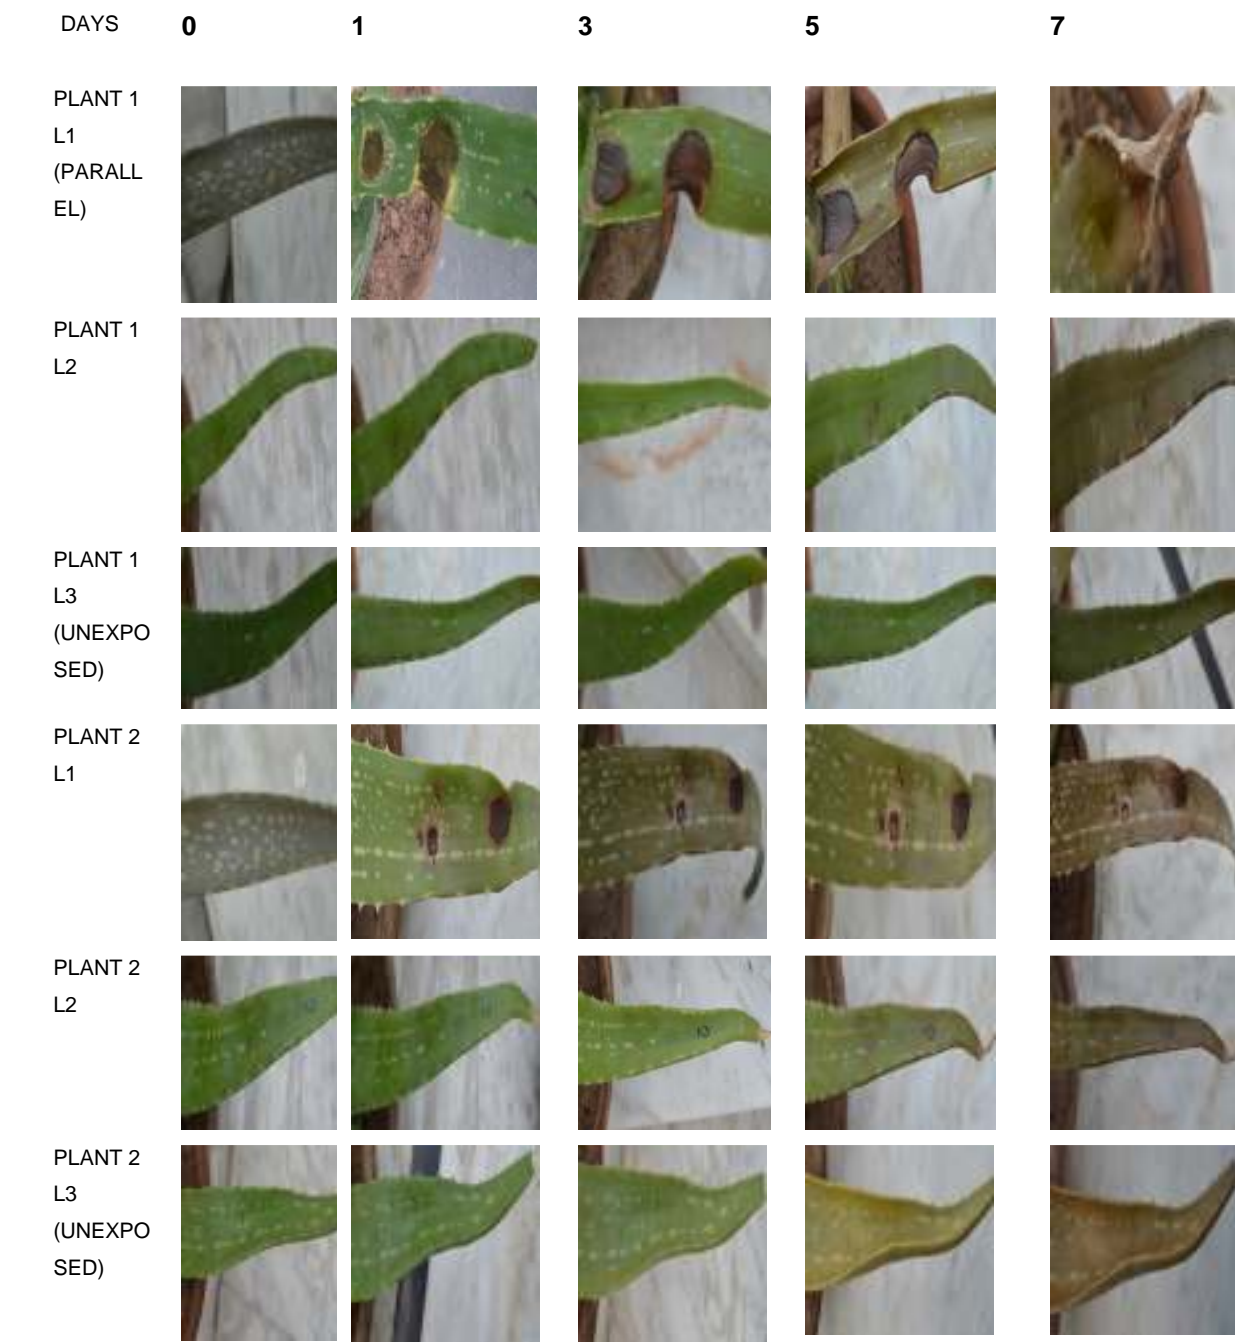 DAYS 0 1 3 5 7
PLANT 1
L1
(PARALL
EL)
PLANT 1
L2
PLANT 1
L3
(UNEXPO
SED)
PLANT 2
L1
PLANT 2
L2
PLANT 2
L3
(UNEXPO
SED)